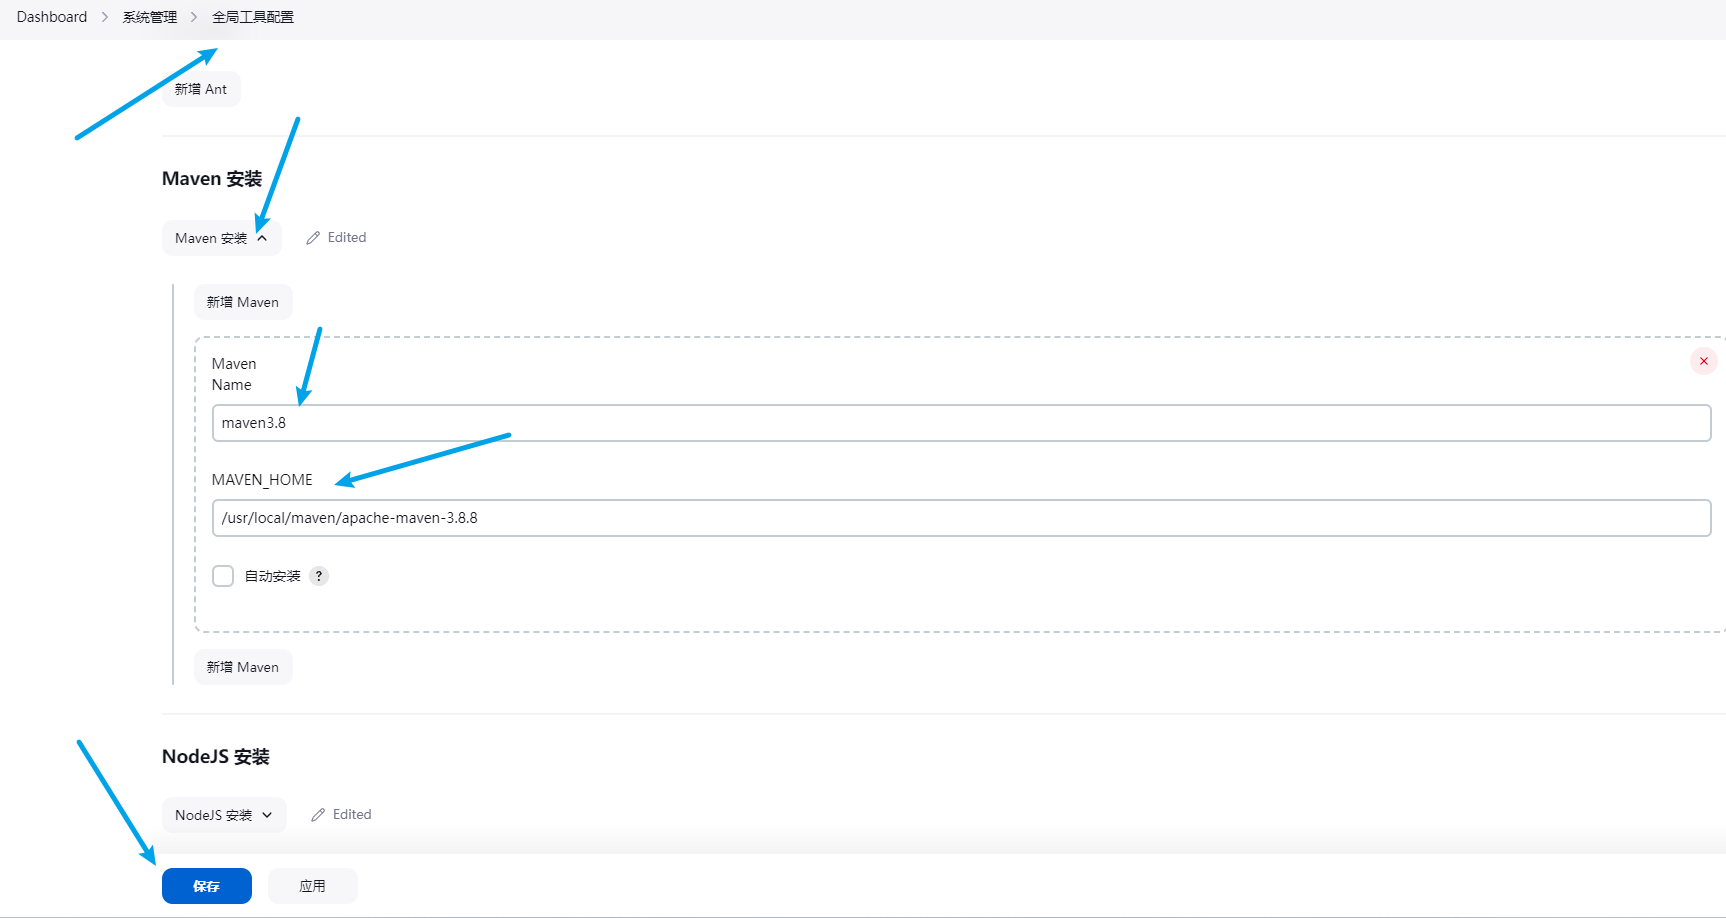 Dashboard > 系统管理 > 全局工具配置
新增 Ant
Maven 安装
Maven 安装 Edited
新增 Maven
Maven
Name
maven3.8
MAVEN_HOME
/usr/local/maven/apache-maven-3.8.8
自动安装 ?
新增 Maven
NodeJS 安装
NodeJS 安装 Edited
保存 应用